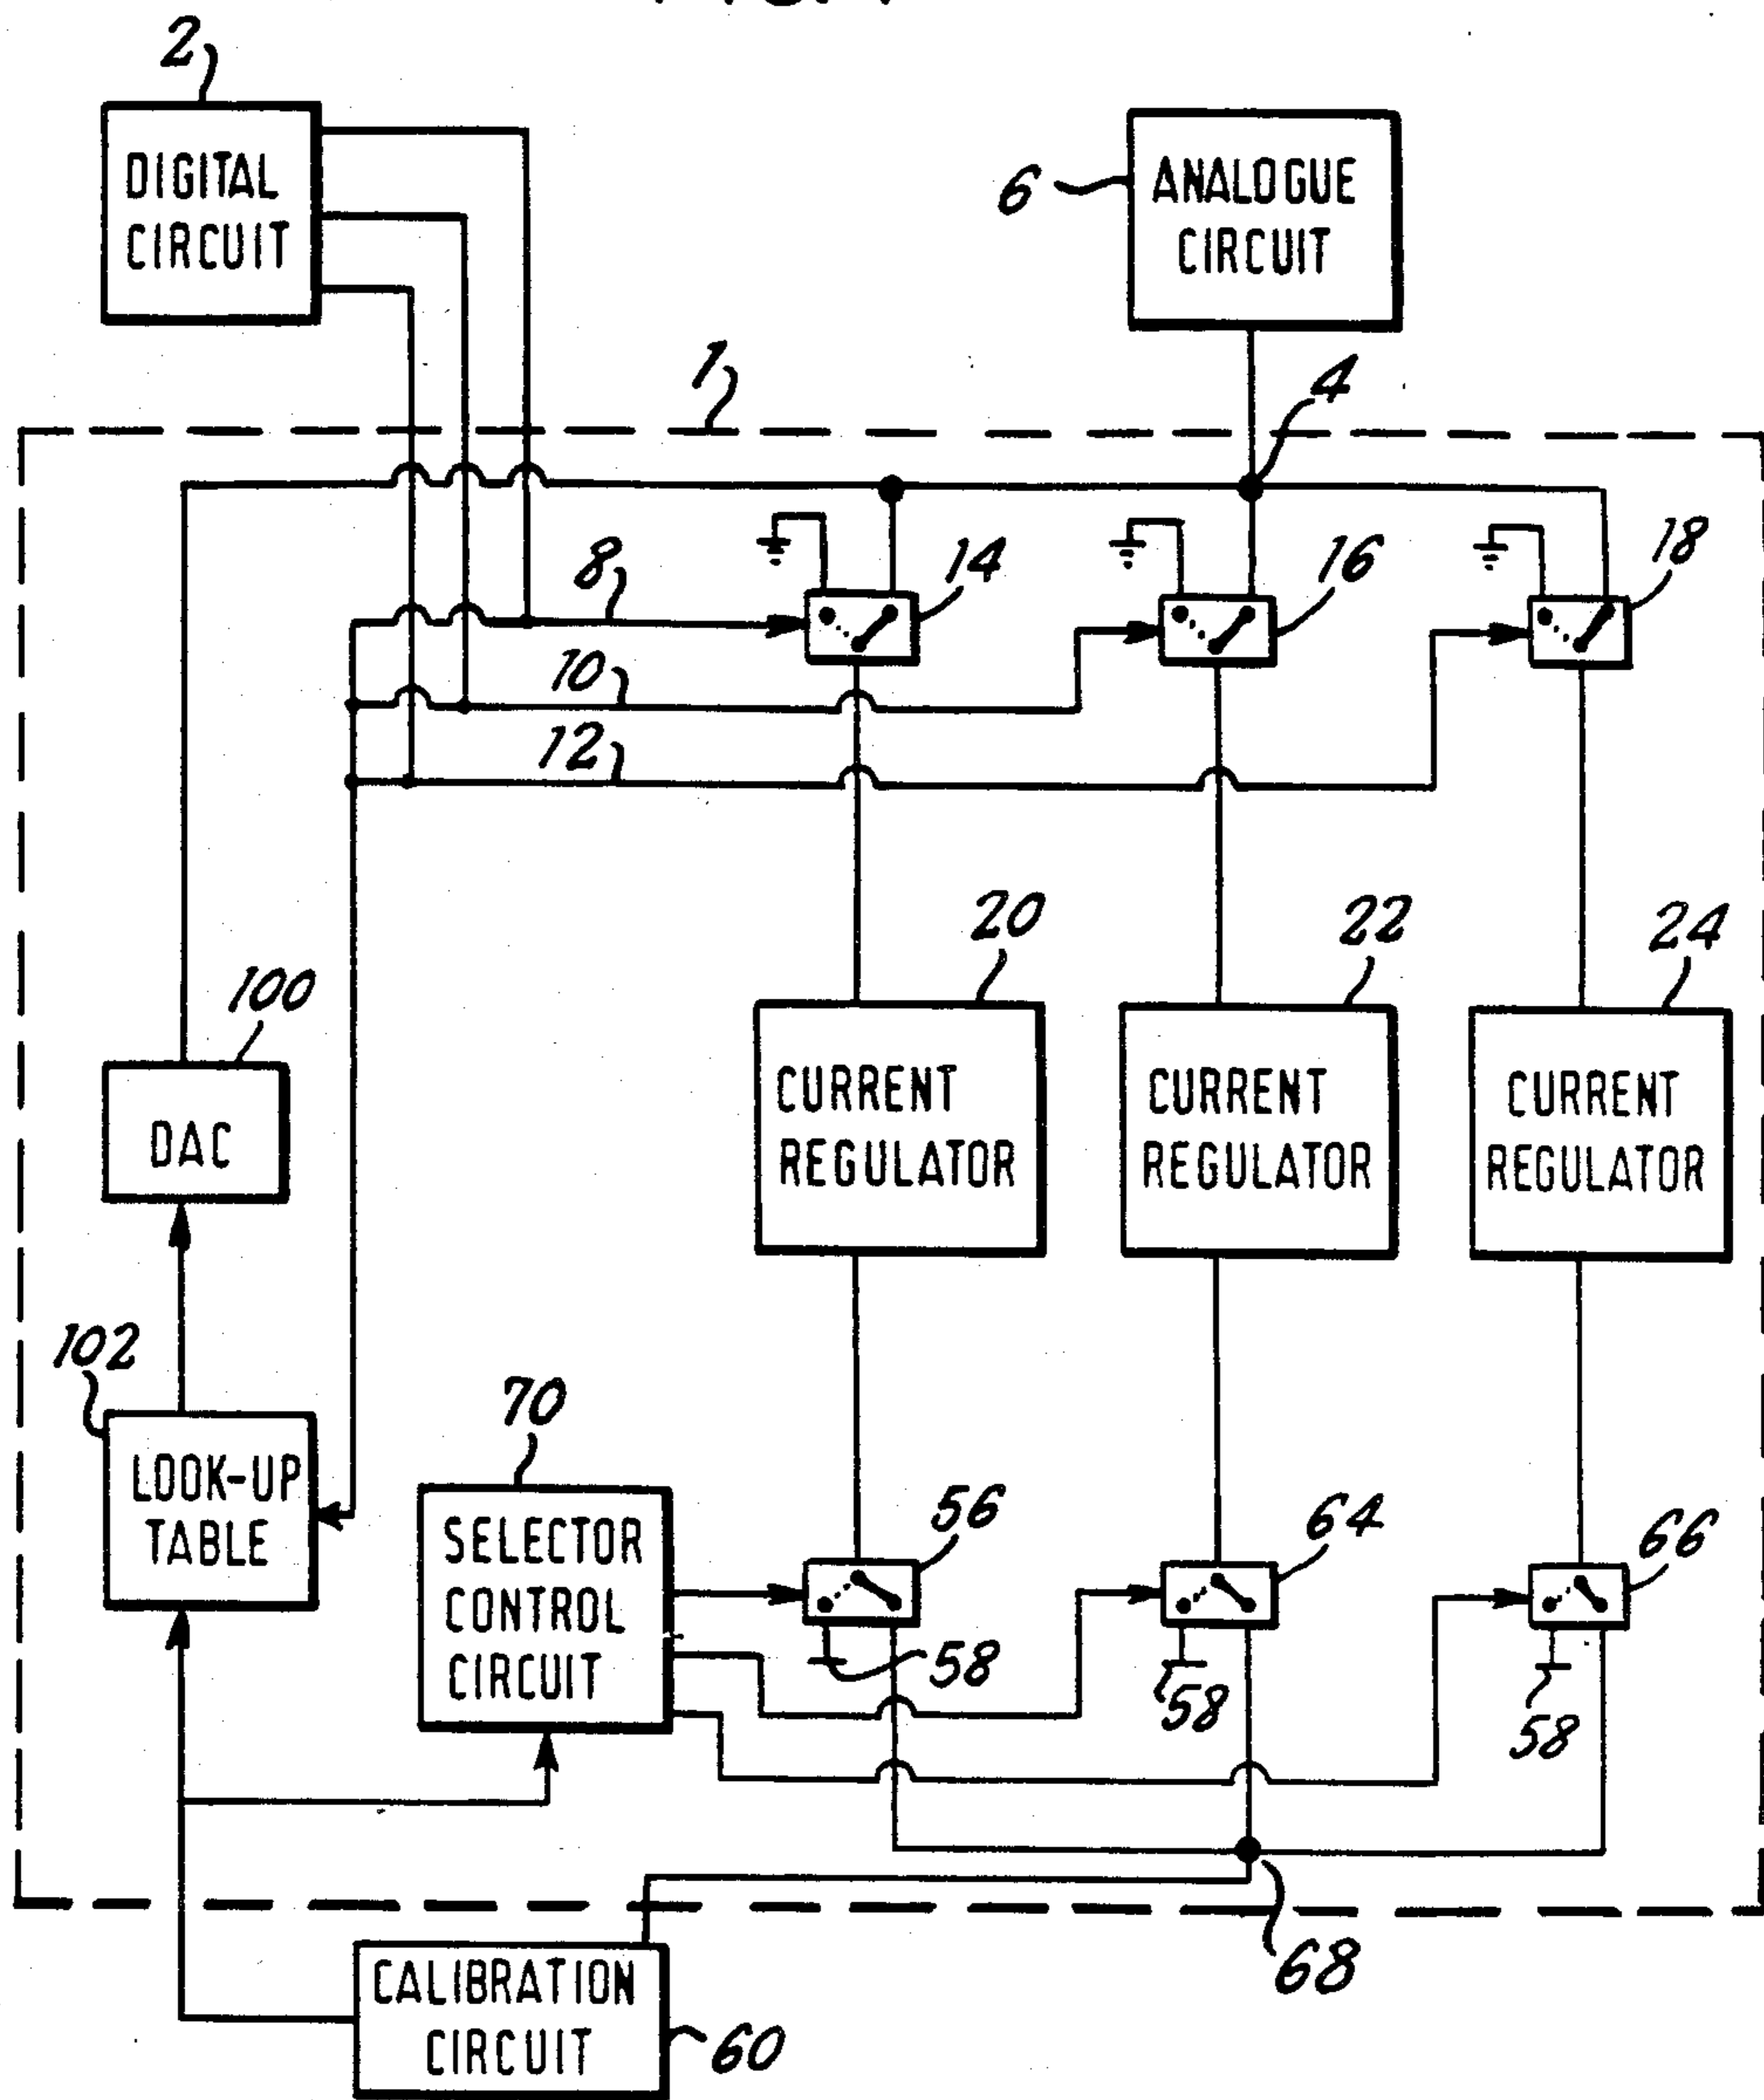 2
DIGITAL
CIRCUIT
6
ANALOGUE
CIRCUIT
1
4
8
14
16
18
10
12
20
22
24
100
DAC
CURRENT
REGULATOR
CURRENT
REGULATOR
CURRENT
REGULATOR
102
LOOK-UP
TABLE
70
SELECTOR
CONTROL
CIRCUIT
56
64
66
58
58
58
68
CALIBRATION
CIRCUIT
60